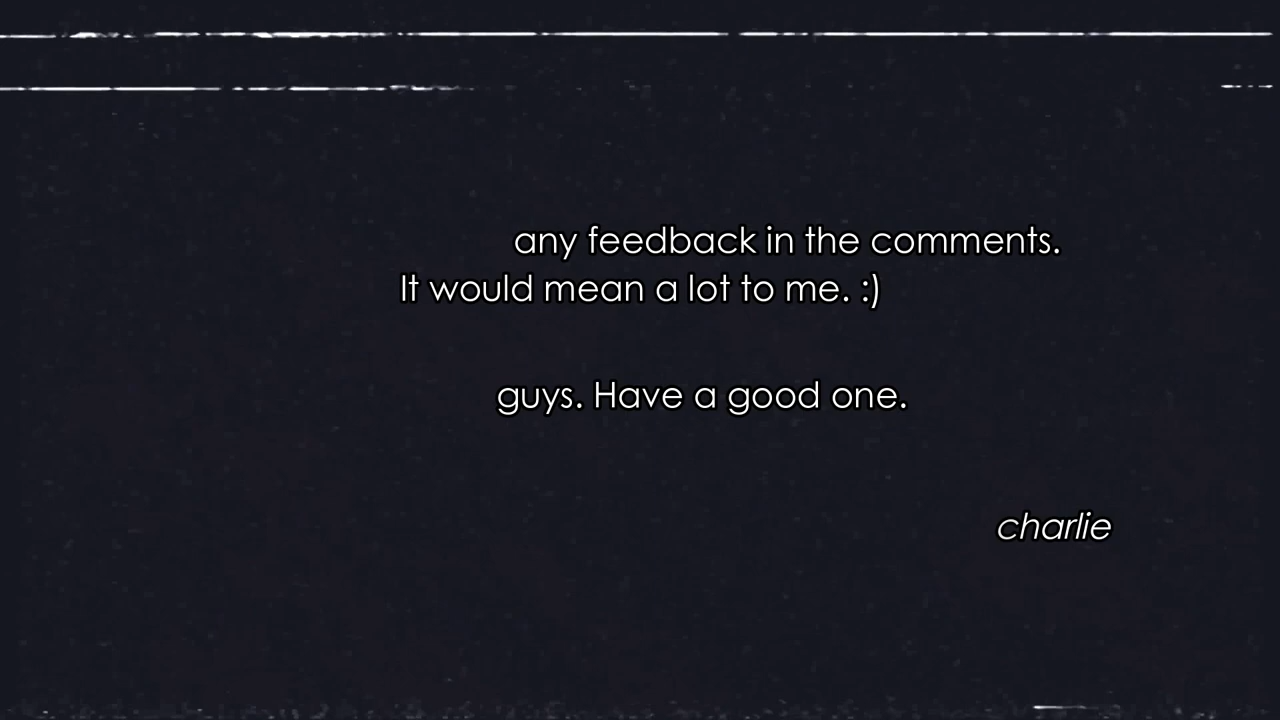 any feedback in the comments.
It would mean a lot to me. :)
guys. Have a good one.
charlie